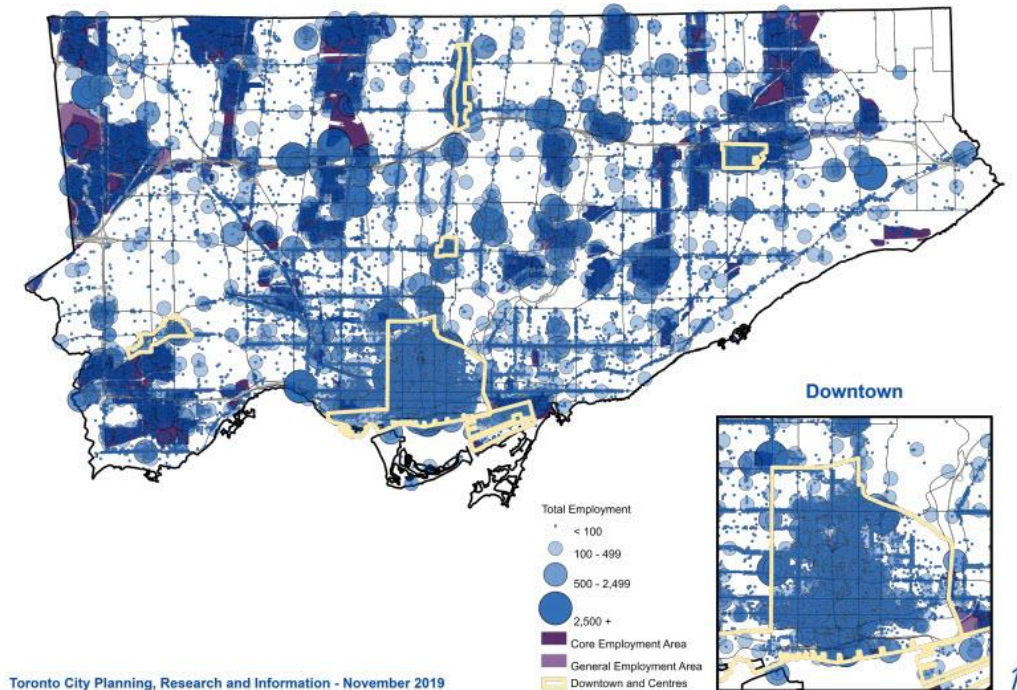 Downtown
Total Employment
< 100
100 - 499
500 - 2,499
2,500 +
Core Employment Area
General Employment Area
Downtown and Centres
Toronto City Planning, Research and Information - November 2019